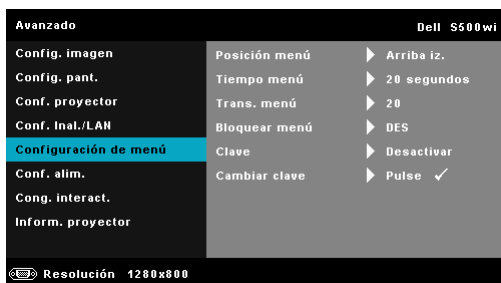 Avanzado Dell S500wi
Config. imagen
Config. pant.
Conf. proyector
Conf. Inal./LAN
Configuración de menú
Conf. alim.
Cong. interact.
Inform. proyector
Posición menú Arriba iz.
Tiempo menú 20 segundos
Trans. menú 20
Bloquear menú DES
Clave Desactivar
Cambiar clave Pulse ✓
Resolución 1280x800